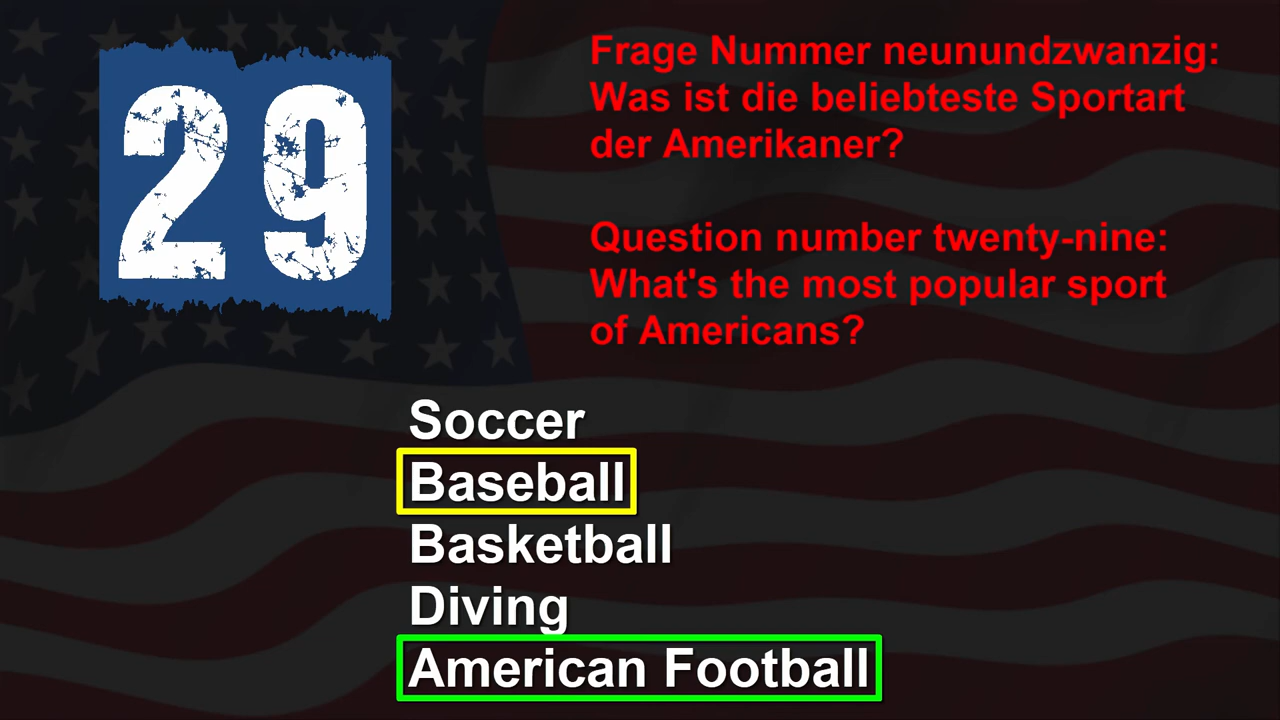 29
Frage Nummer neunundzwanzig:
Was ist die beliebteste Sportart
der Amerikaner?
Question number twenty-nine:
What's the most popular sport
of Americans?
Soccer
Baseball
Basketball
Diving
American Football